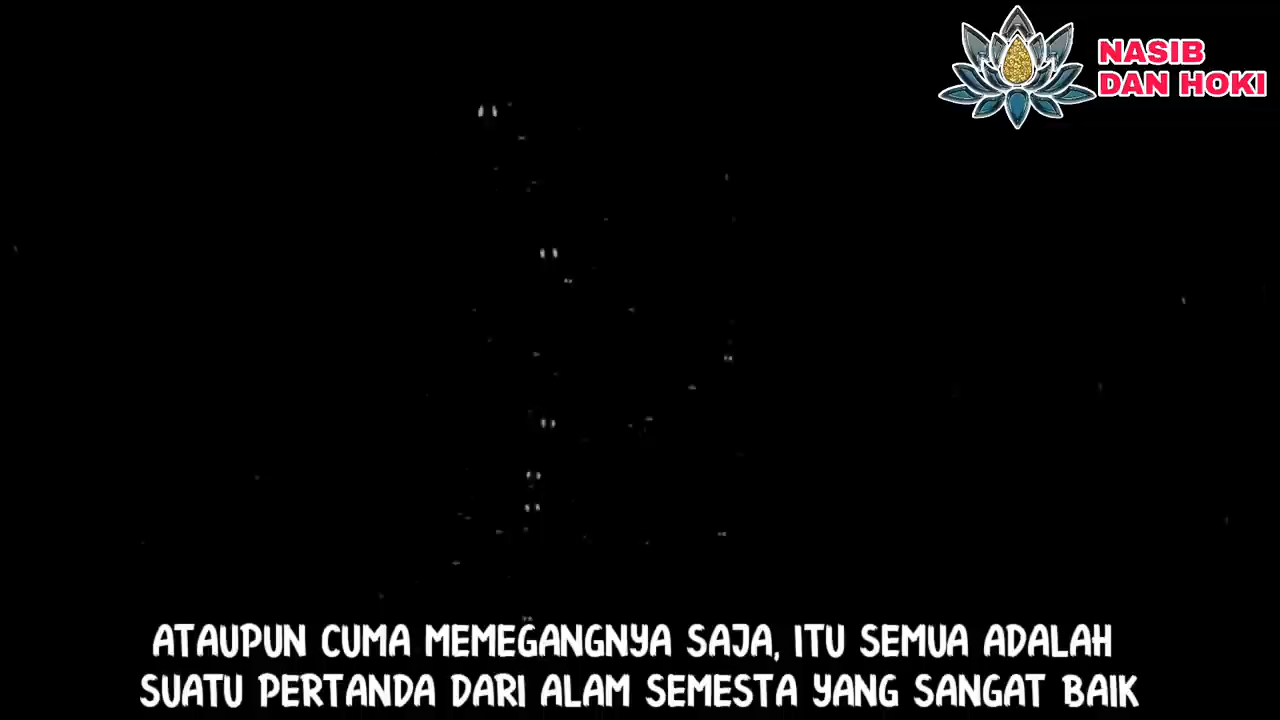 NASIB
DAN HOKI
ATAUPUN CUMA MEMEGANGNYA SAJA, ITU SEMUA ADALAH
SUATU PERTANDA DARI ALAM SEMESTA YANG SANGAT BAIK